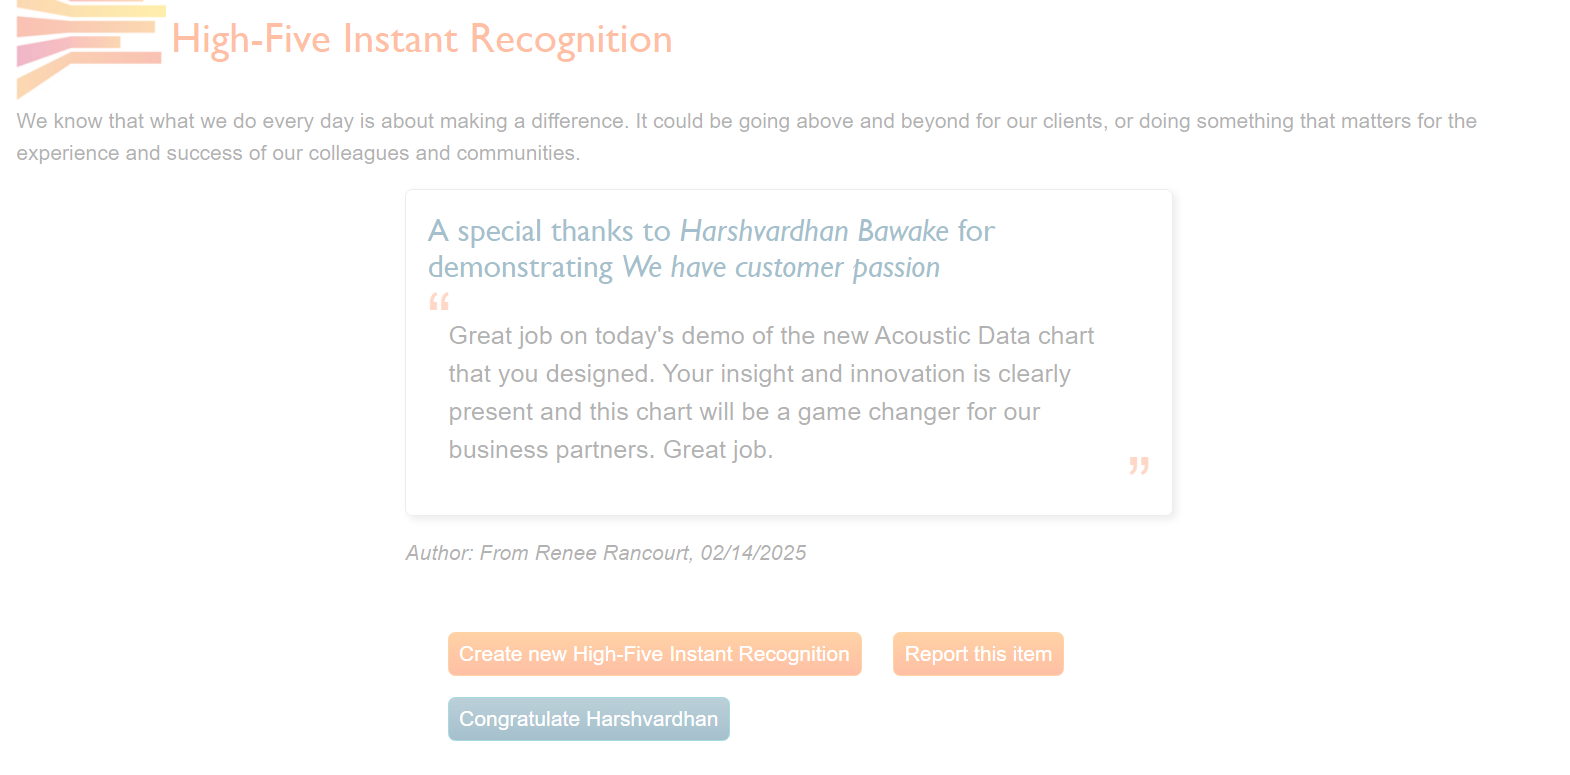 High-Five Instant Recognition
We know that what we do every day is about making a difference. It could be going above and beyond for our clients, or doing something that matters for the
experience and success of our colleagues and communities.
A special thanks to Harshvardhan Bawake for
demonstrating We have customer passion
“
Great job on today's demo of the new Acoustic Data chart
that you designed. Your insight and innovation is clearly
present and this chart will be a game changer for our
business partners. Great job.
”
Author: From Renee Rancourt, 02/14/2025
Create new High-Five Instant Recognition
Report this item
Congratulate Harshvardhan